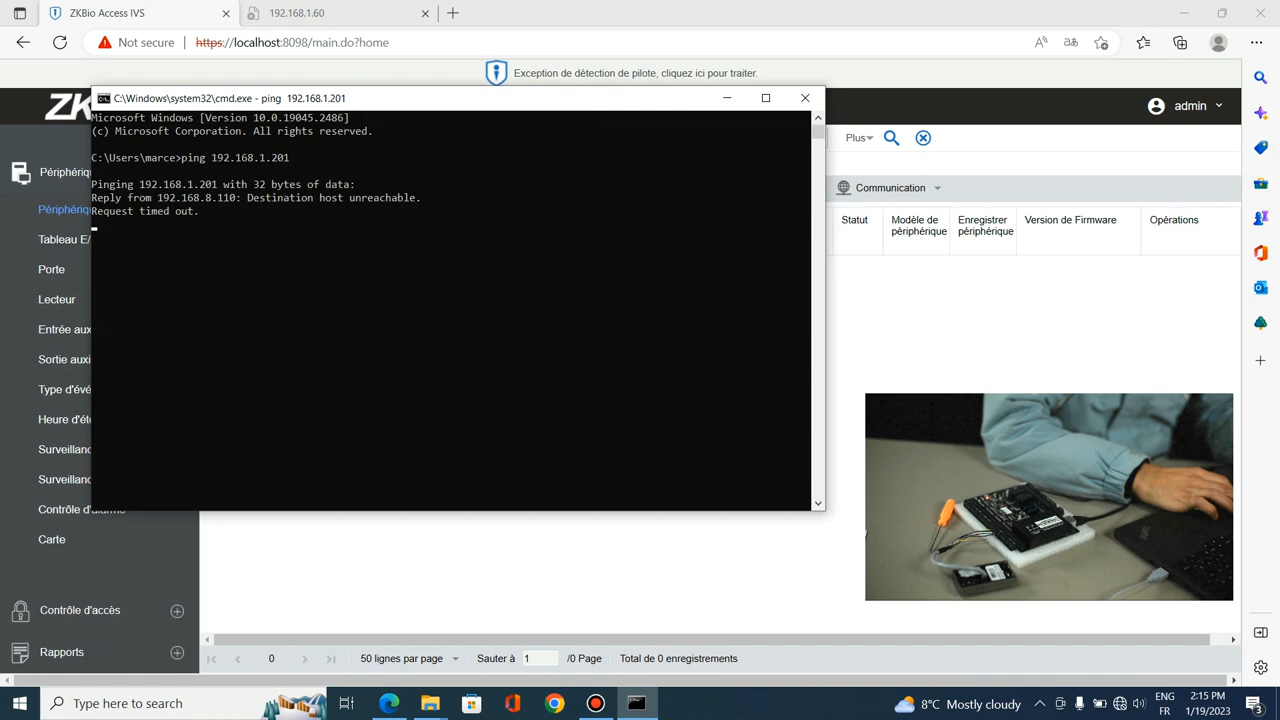 ZKBio Access IVS
192.168.1.60
Not secure
https://localhost:8098/main.do?home
Exception de détection de pilote, cliquez ici pour traiter.
C:\Windows\system32\cmd.exe - ping 192.168.1.201
ZK
admin
Microsoft Windows [Version 10.0.19045.2486]
(c) Microsoft Corporation. All rights reserved.
Plus
C:\Users\marce>ping 192.168.1.201
Pinging 192.168.1.201 with 32 bytes of data:
Reply from 192.168.8.110: Destination host unreachable.
Request timed out.
Communication
Statut
Modèle de périphérique
Enregistrer périphérique
Version de Firmware
Opérations
Périphériq
Périphériq
Tableau E/
Porte
Lecteur
Entrée aux
Sortie auxi
Type d'évé
Heure d'ét
Surveillanc
Surveillanc
Contrôle d'alarme
Carte
Contrôle d'accès
Rapports
0
50 lignes par page
Sauter à
1
/0 Page
Total de 0 enregistrements
Type here to search
8°C Mostly cloudy
ENG
FR
2:15 PM
1/19/2023
3